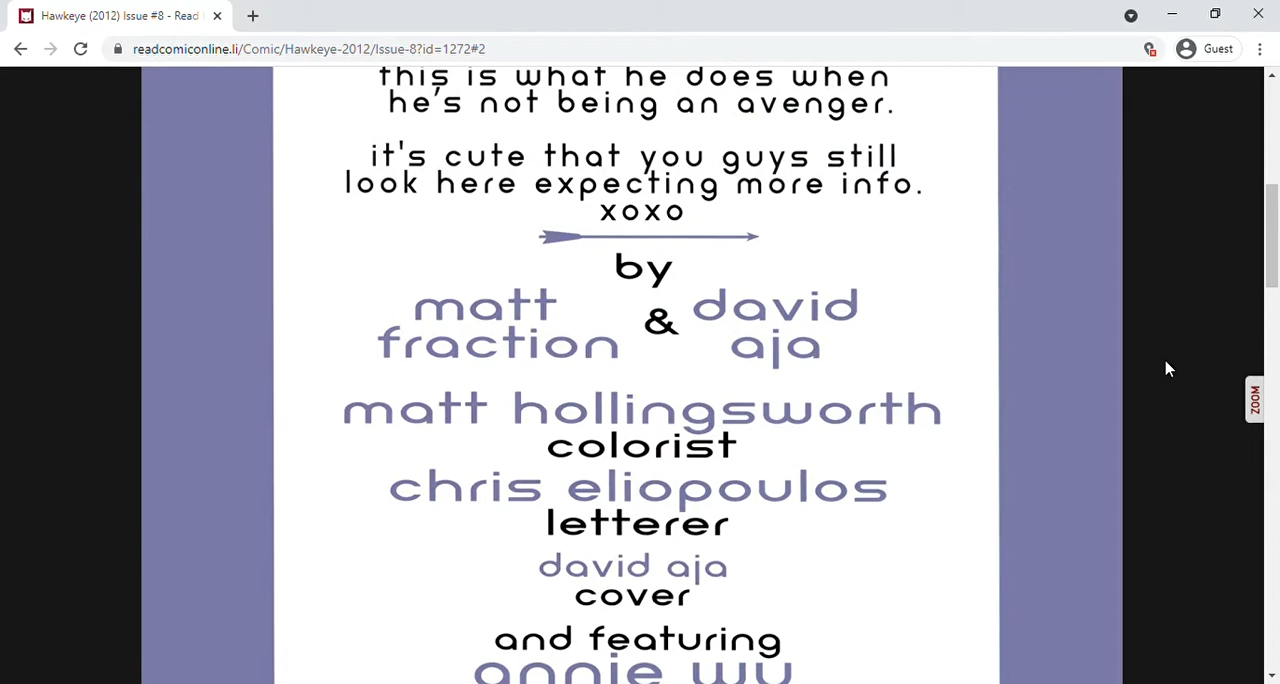 Hawkeye (2012) Issue #8 - Read
readcomiconline.li/Comic/Hawkeye-2012/Issue-8?id=1272#2
Guest
this is what he does when
he's not being an avenger.
it's cute that you guys still
look here expecting more info.
xoxo
by
matt
fraction
&
david
aja
matt hollingsworth
colorist
chris eliopoulos
letterer
david aja
cover
and featuring
annie wu
ZOOM